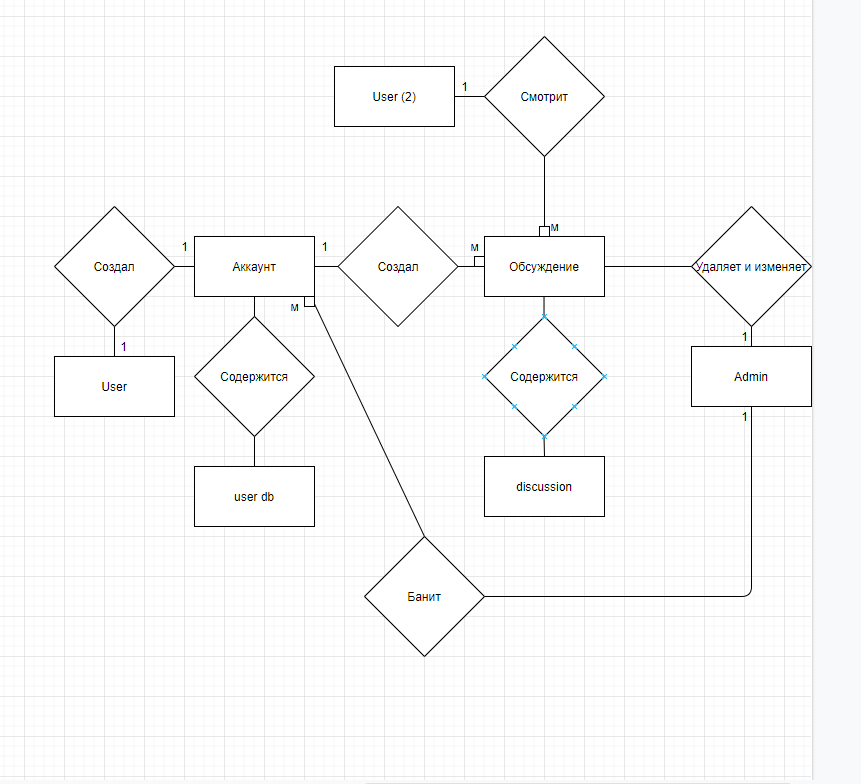 1
User (2)
Смотрит
м
1
1
м
Создал
Аккаунт
Создал
Обсуждение
Удаляет и изменяет
м
1
1
Содержится
Содержится
Admin
User
1
user db
discussion
Банит